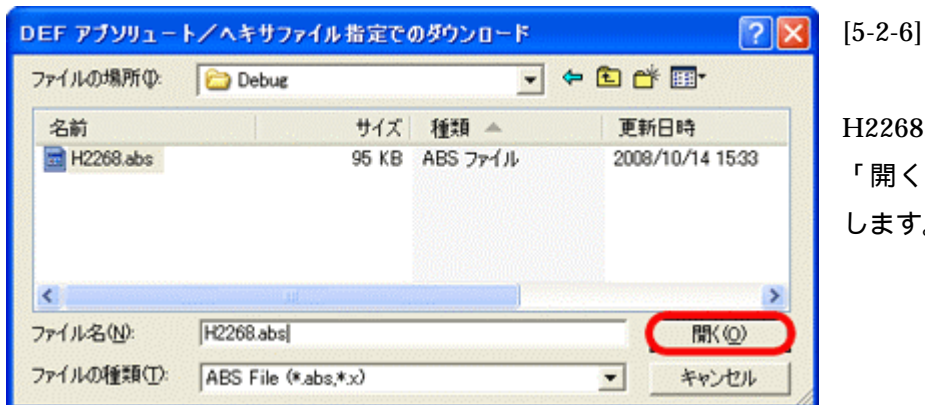 DEF アブソリュート／ヘキサファイル指定でのダウンロード
ファイルの場所(I):
Debug
名前 サイズ 種類 更新日時
H2268.abs 95 KB ABS ファイル 2008/10/14 15:33
ファイル名(N): H2268.abs 開く(O)
ファイルの種類(T): ABS File (*.abs,*.x) キャンセル
[5-2-6]
H2268
「開く
します。